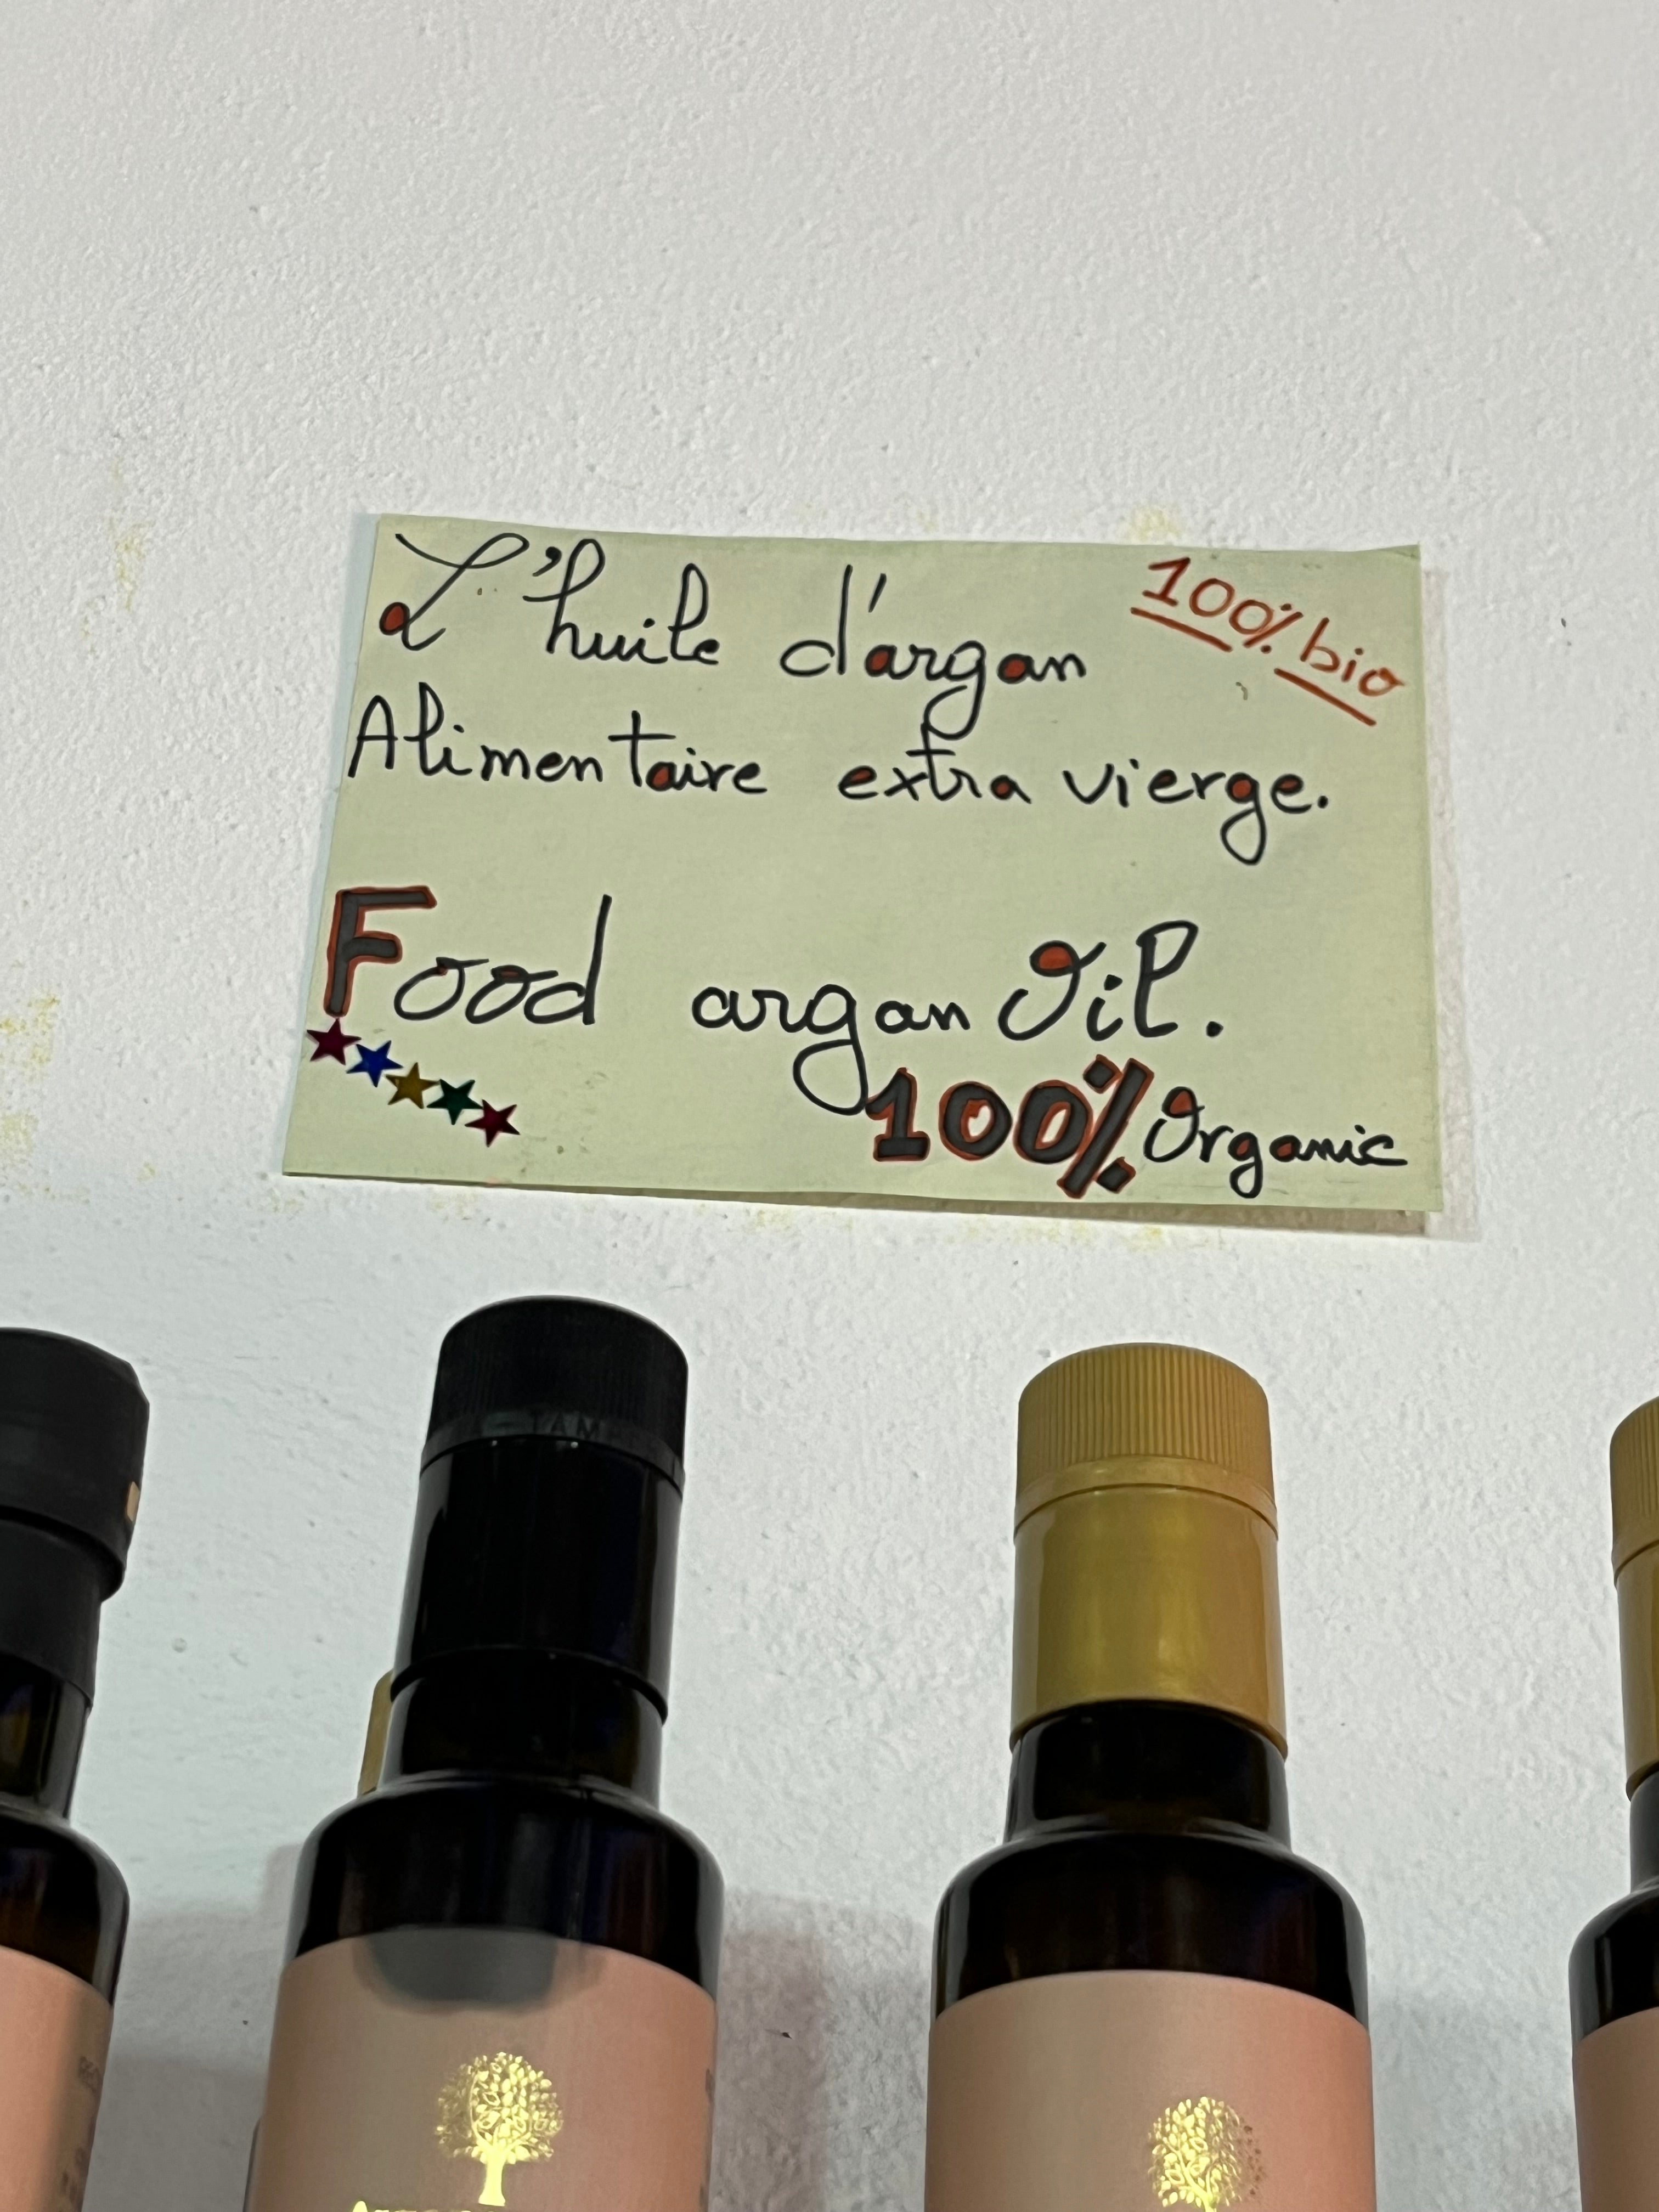 L'huile d'argan
100% bio
Alimentaire extra vierge.
Food argan Oil.
100% Organic